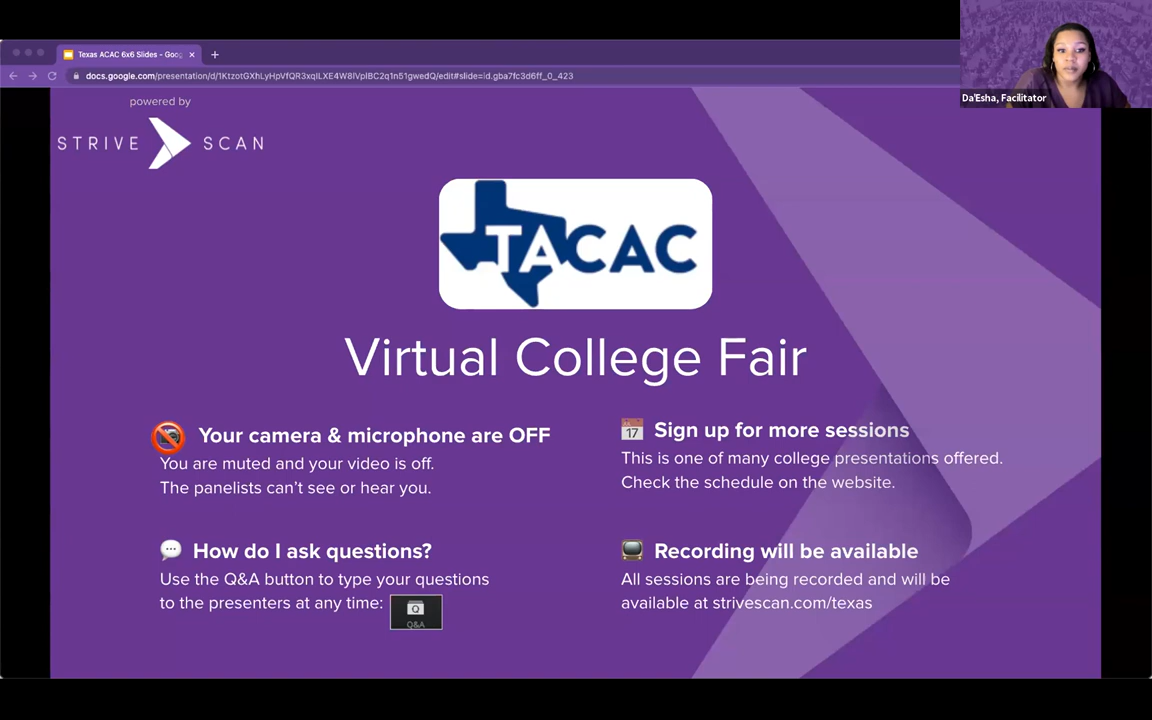 Texas ACAC 6x6 Slides - Goog
docs.google.com/presentation/d/1KtzotGXhLyHpVfQR3xqILXE4W8iVpIBC2q1n51gwedQ/edit#slide=id.gba7fc3d6ff_0_423
Da'Esha, Facilitator
powered by
STRIVE SCAN
TACAC
Virtual College Fair
Your camera & microphone are OFF
You are muted and your video is off.
The panelists can't see or hear you.
17
Sign up for more sessions
This is one of many college presentations offered.
Check the schedule on the website.
How do I ask questions?
Use the Q&A button to type your questions
to the presenters at any time:
Q
Q&A
Recording will be available
All sessions are being recorded and will be
available at strivescan.com/texas